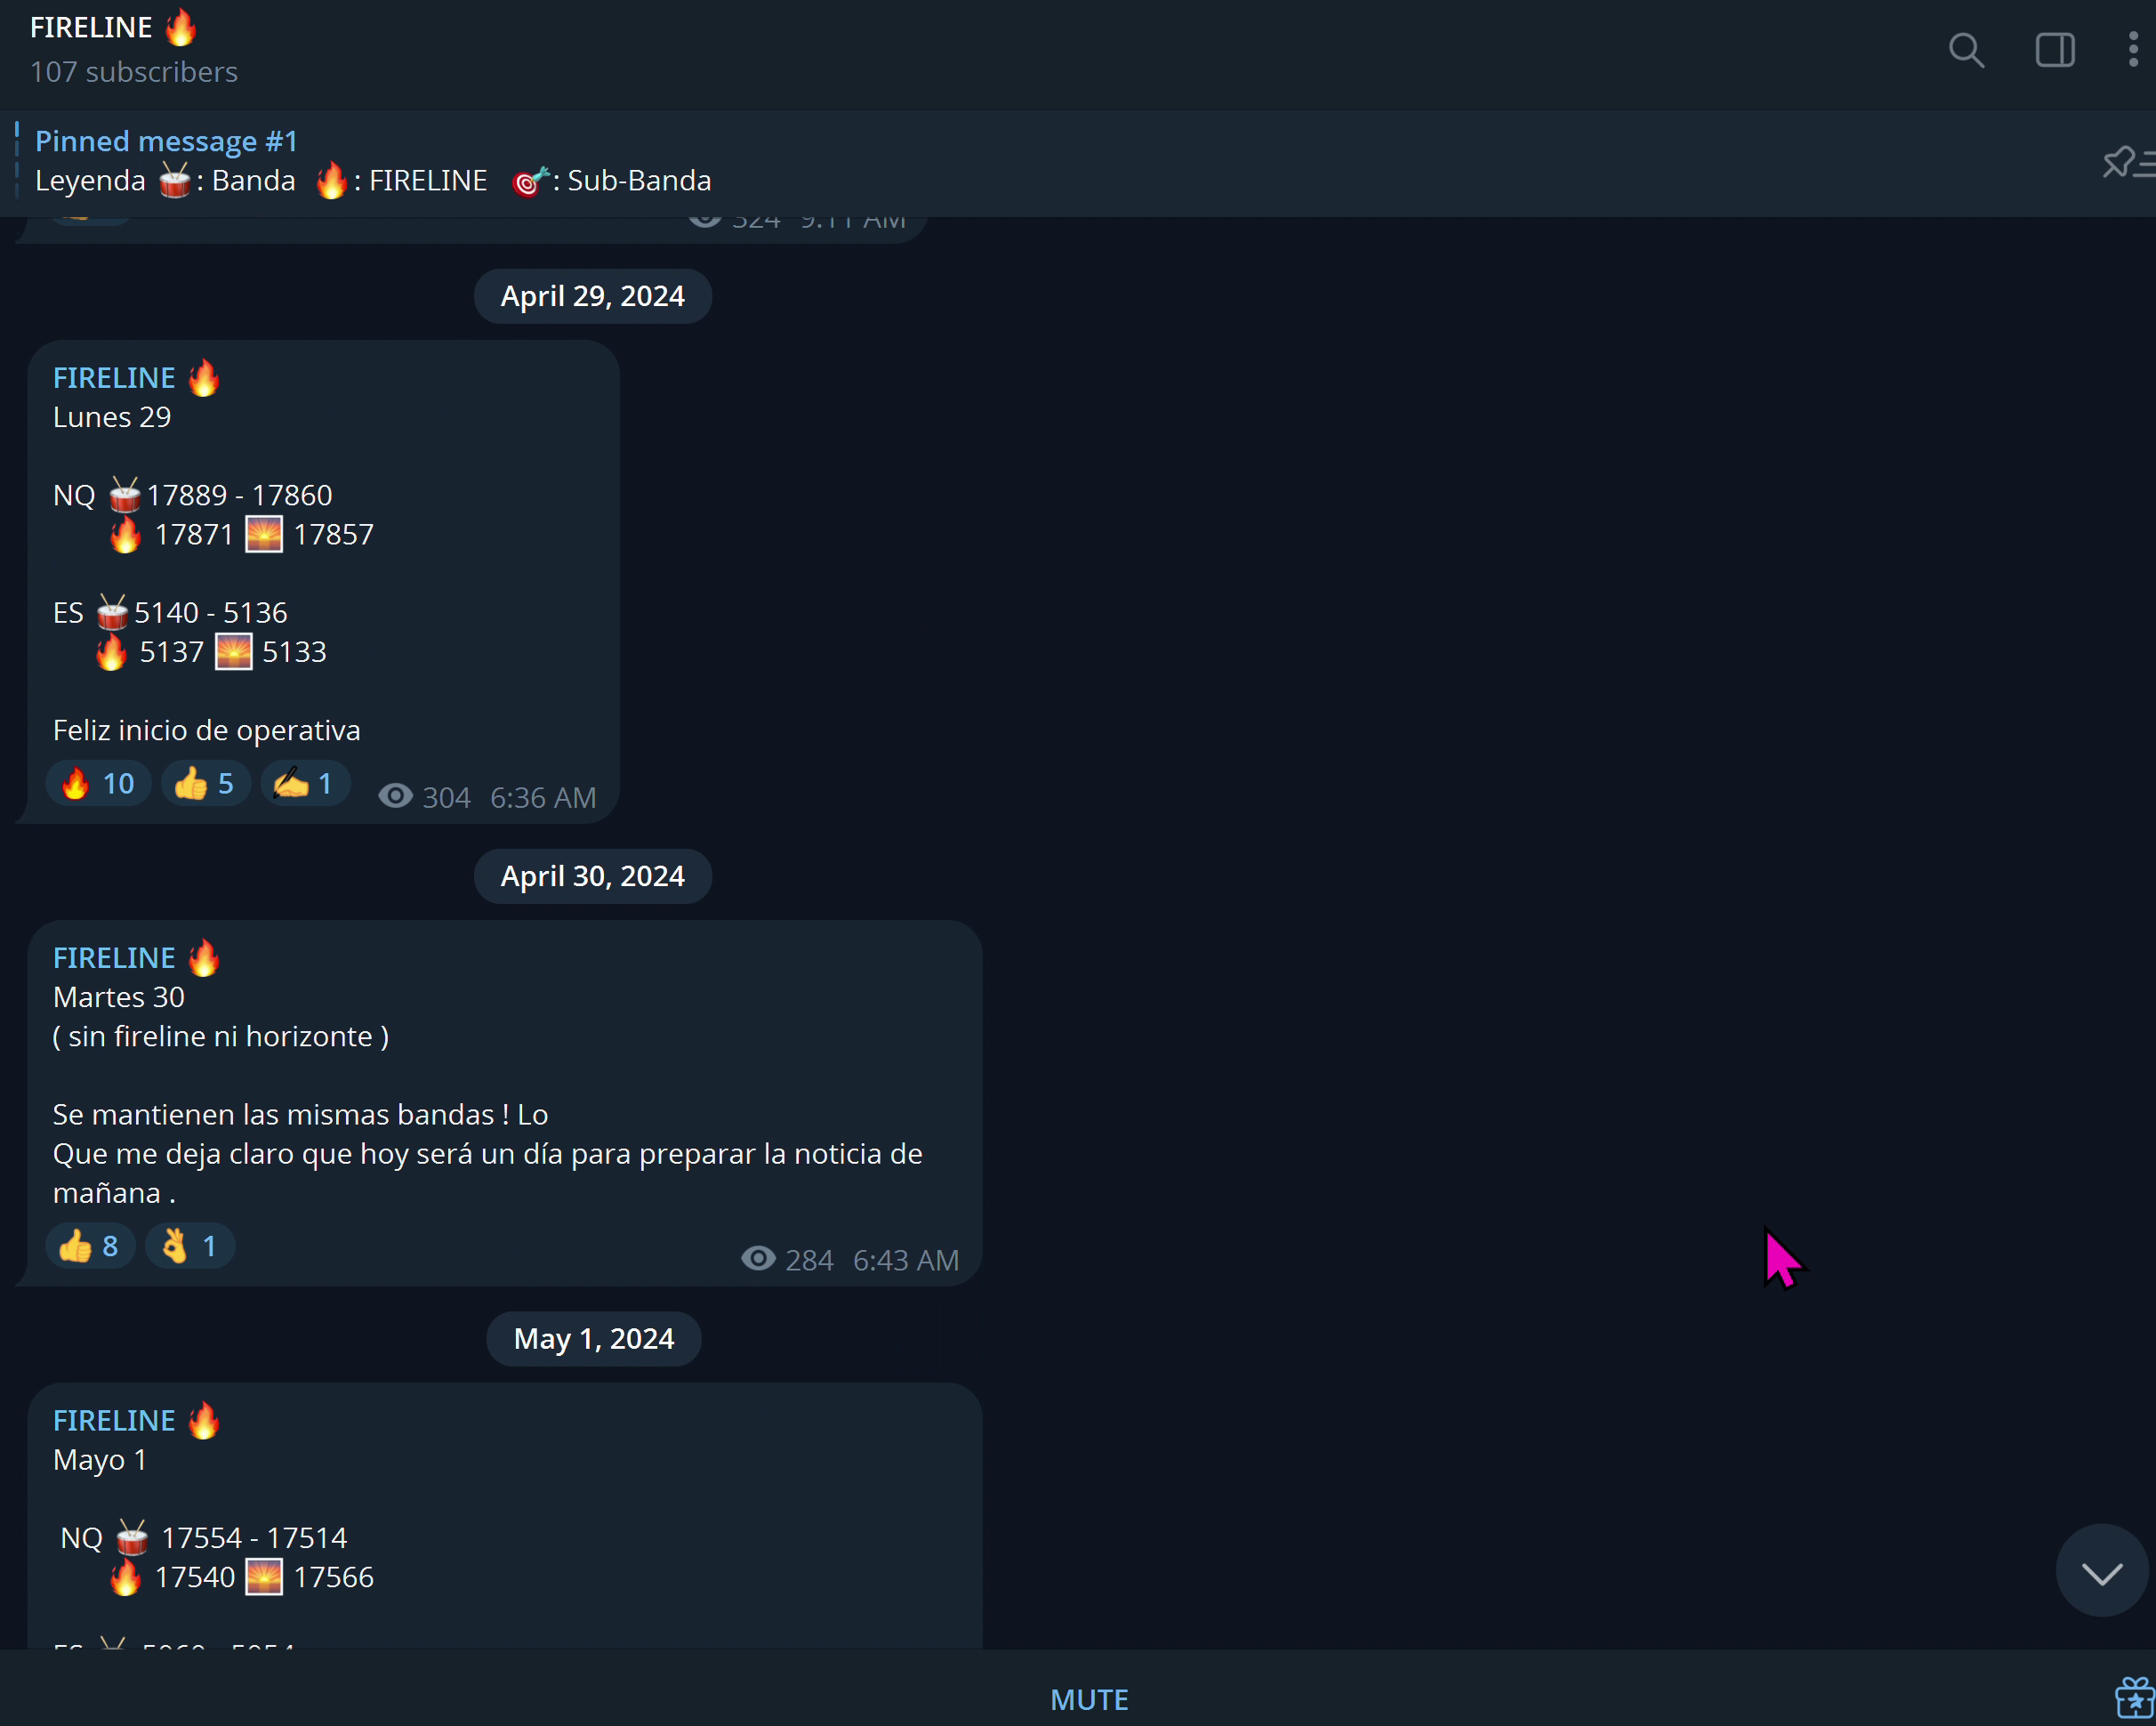 FIRELINE 🔥
107 subscribers
Pinned message #1
Leyenda 🥁: Banda 🔥: FIRELINE 🎯: Sub-Banda
324 9:11 AM
April 29, 2024
FIRELINE 🔥
Lunes 29
NQ 🥁17889 - 17860
🔥 17871 🌅 17857
ES 🥁5140 - 5136
🔥 5137 🌅 5133
Feliz inicio de operativa
🔥 10 👍 5 ✍ 1 304 6:36 AM
April 30, 2024
FIRELINE 🔥
Martes 30
( sin fireline ni horizonte )
Se mantienen las mismas bandas ! Lo
Que me deja claro que hoy será un día para preparar la noticia de
mañana .
👍 8 👌 1 284 6:43 AM
May 1, 2024
FIRELINE 🔥
Mayo 1
NQ 🥁 17554 - 17514
🔥 17540 🌅 17566
ES 🥁
MUTE